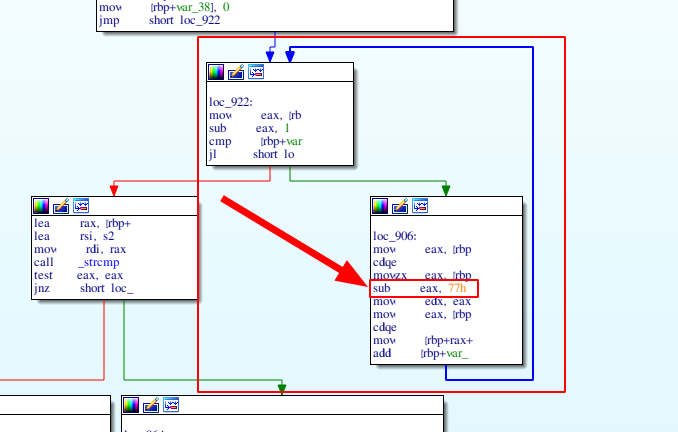 mov [rbp+var_38], 0
jmp short loc_922
loc_922:
mov eax, [rb
sub eax, 1
cmp [rbp+var
jl short lo
lea rax, [rbp+
lea rsi, s2
mov rdi, rax
call _strcmp
test eax, eax
jnz short loc_
loc_906:
mov eax, [rbp
cdqe
movzx eax, [rbp
sub eax, 77h
mov edx, eax
mov eax, [rbp
cdqe
mov [rbp+rax+
add [rbp+var_